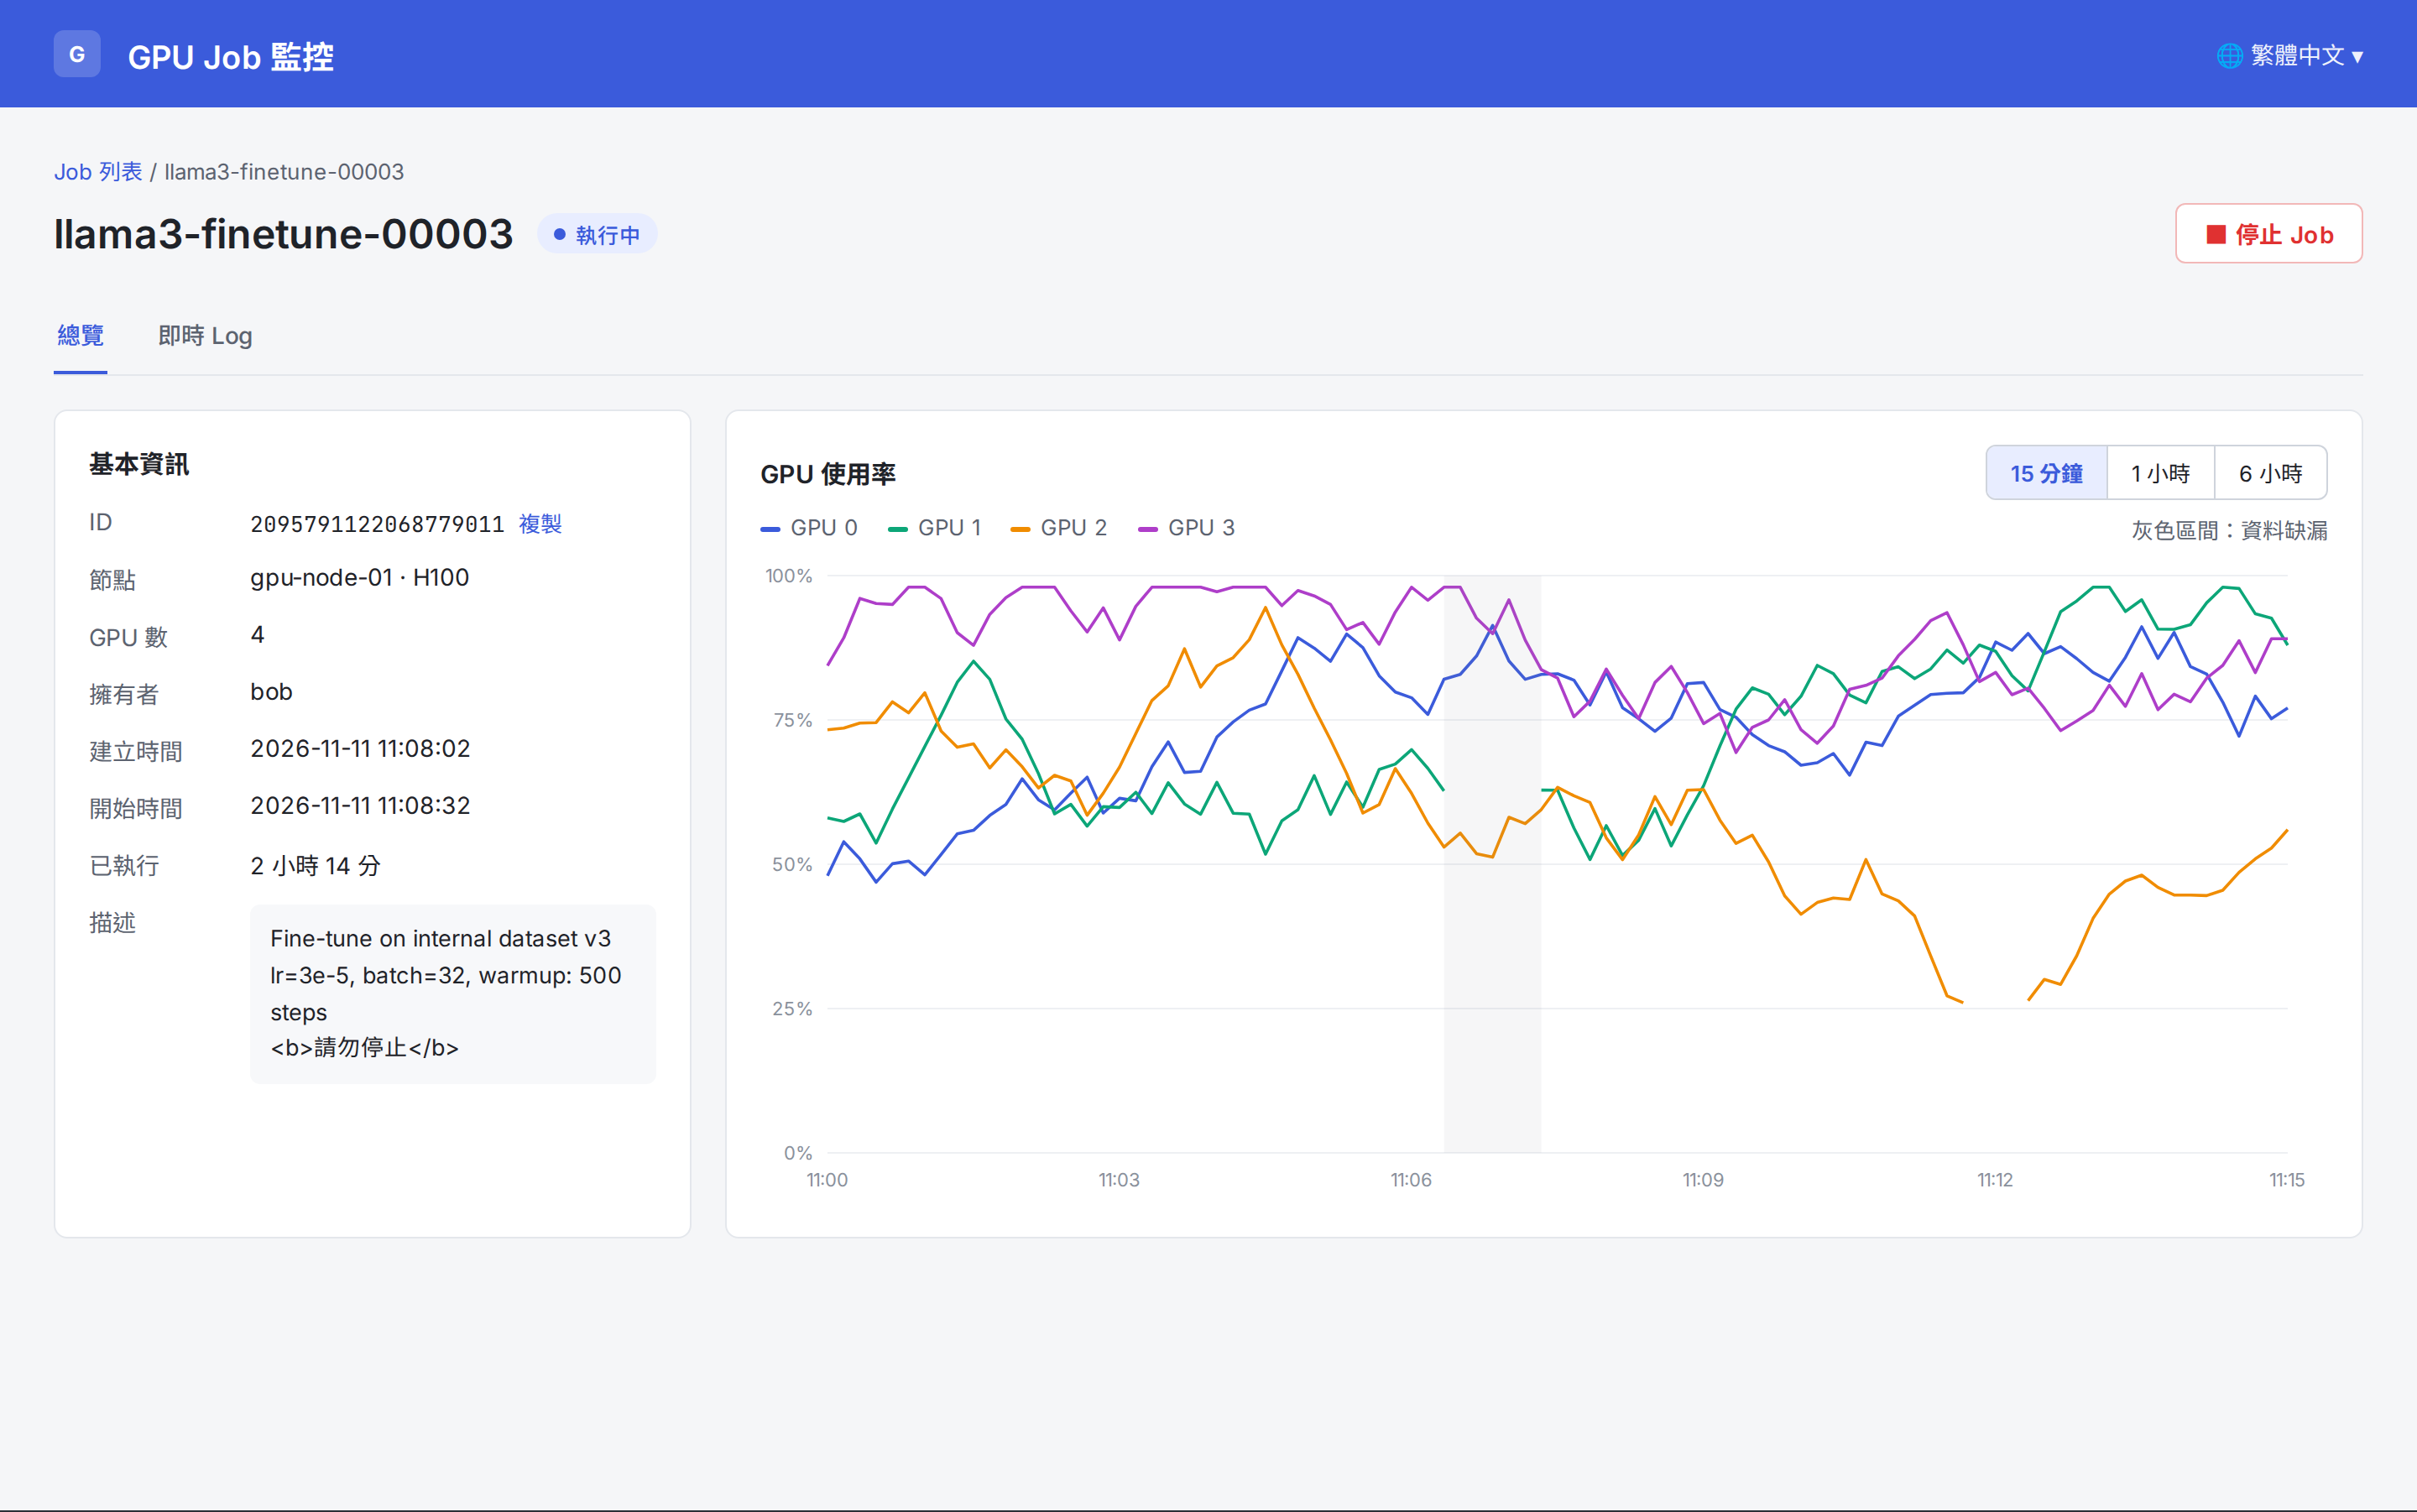 G
GPU Job 監控
🌐 繁體中文 ▾
Job 列表 / llama3-finetune-00003
llama3-finetune-00003
執行中
停止 Job
總覽
即時 Log
基本資訊
ID
2095791122068779011 複製
節點
gpu-node-01 · H100
GPU 數
4
擁有者
bob
建立時間
2026-11-11 11:08:02
開始時間
2026-11-11 11:08:32
已執行
2 小時 14 分
描述
Fine-tune on internal dataset v3
lr=3e-5, batch=32, warmup: 500
steps
<b>請勿停止</b>
GPU 使用率
15 分鐘
1 小時
6 小時
GPU 0
GPU 1
GPU 2
GPU 3
灰色區間：資料缺漏
100%
75%
50%
25%
0%
11:00
11:03
11:06
11:09
11:12
11:15